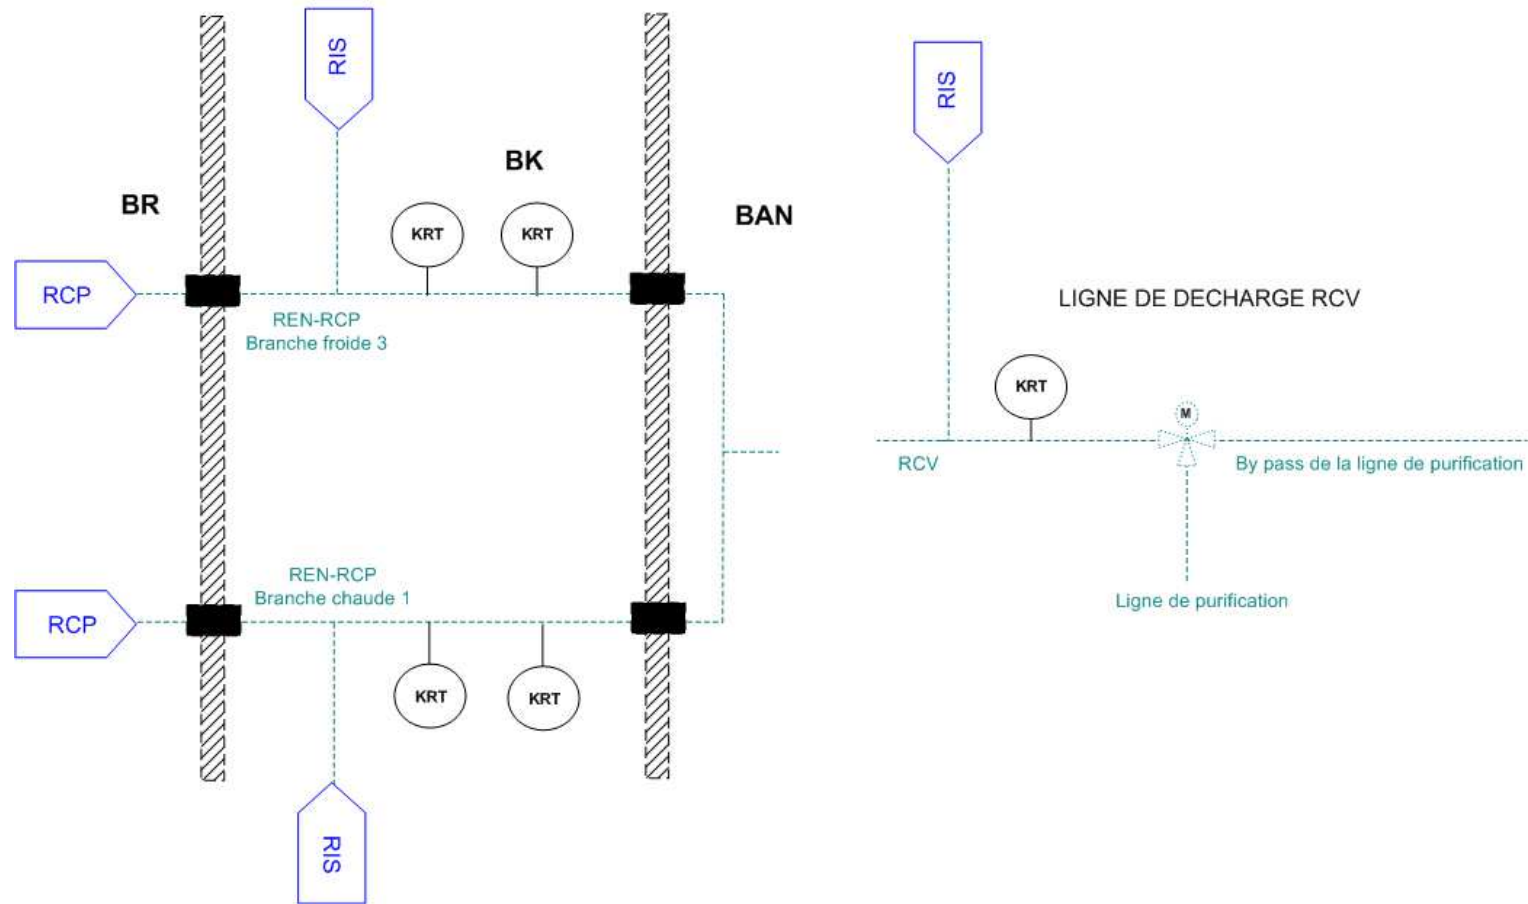 RIS
BR
BK
BAN
KRT
KRT
RCP
REN-RCP
Branche froide 3
REN-RCP
Branche chaude 1
RCP
KRT
KRT
RIS
RIS
LIGNE DE DECHARGE RCV
KRT
M
RCV
By pass de la ligne de purification
Ligne de purification